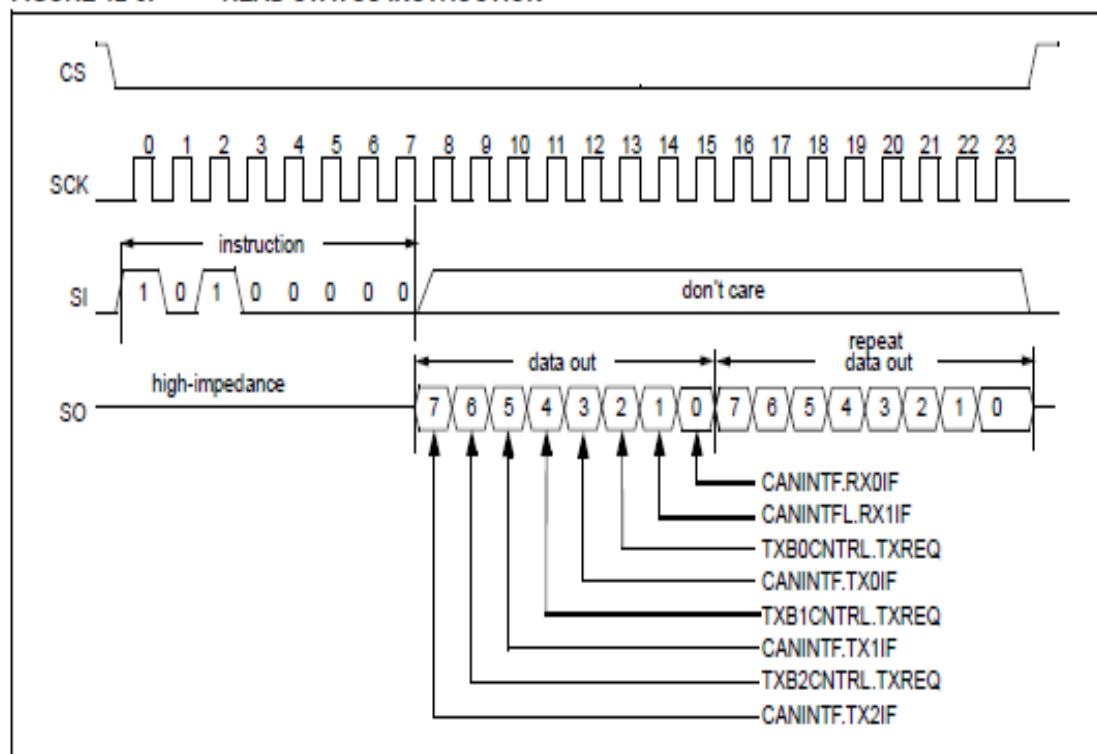 CS
0 1 2 3 4 5 6 7 8 9 10 11 12 13 14 15 16 17 18 19 20 21 22 23
SCK
instruction
SI 1 0 1 0 0 0 0 0 don't care
data out
repeat
data out
high-impedance
SO 7 6 5 4 3 2 1 0 7 6 5 4 3 2 1 0
CANINTF.RX0IF
CANINTFL.RX1IF
TXB0CNTRL.TXREQ
CANINTF.TX0IF
TXB1CNTRL.TXREQ
CANINTF.TX1IF
TXB2CNTRL.TXREQ
CANINTF.TX2IF